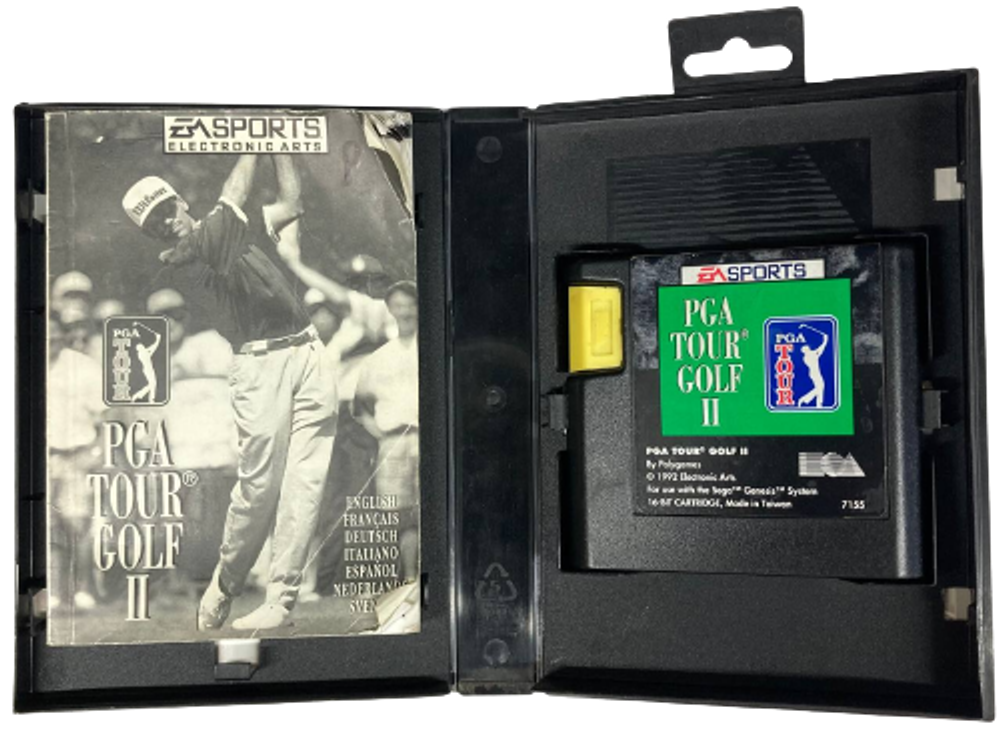 EA SPORTS
ELECTRONIC ARTS
Wilson
PGA
TOUR
PGA
TOUR®
GOLF
II
ENGLISH
FRANÇAIS
DEUTSCH
ITALIANO
ESPAÑOL
EA SPORTS
PGA
TOUR®
GOLF
II
PGA
TOUR
PGA TOUR® GOLF II
By Polygames
© 1992 Electronic Arts.
For use with the Sega™ Genesis™ System
16-BIT CARTRIDGE, Made in Taiwan
7155
EA